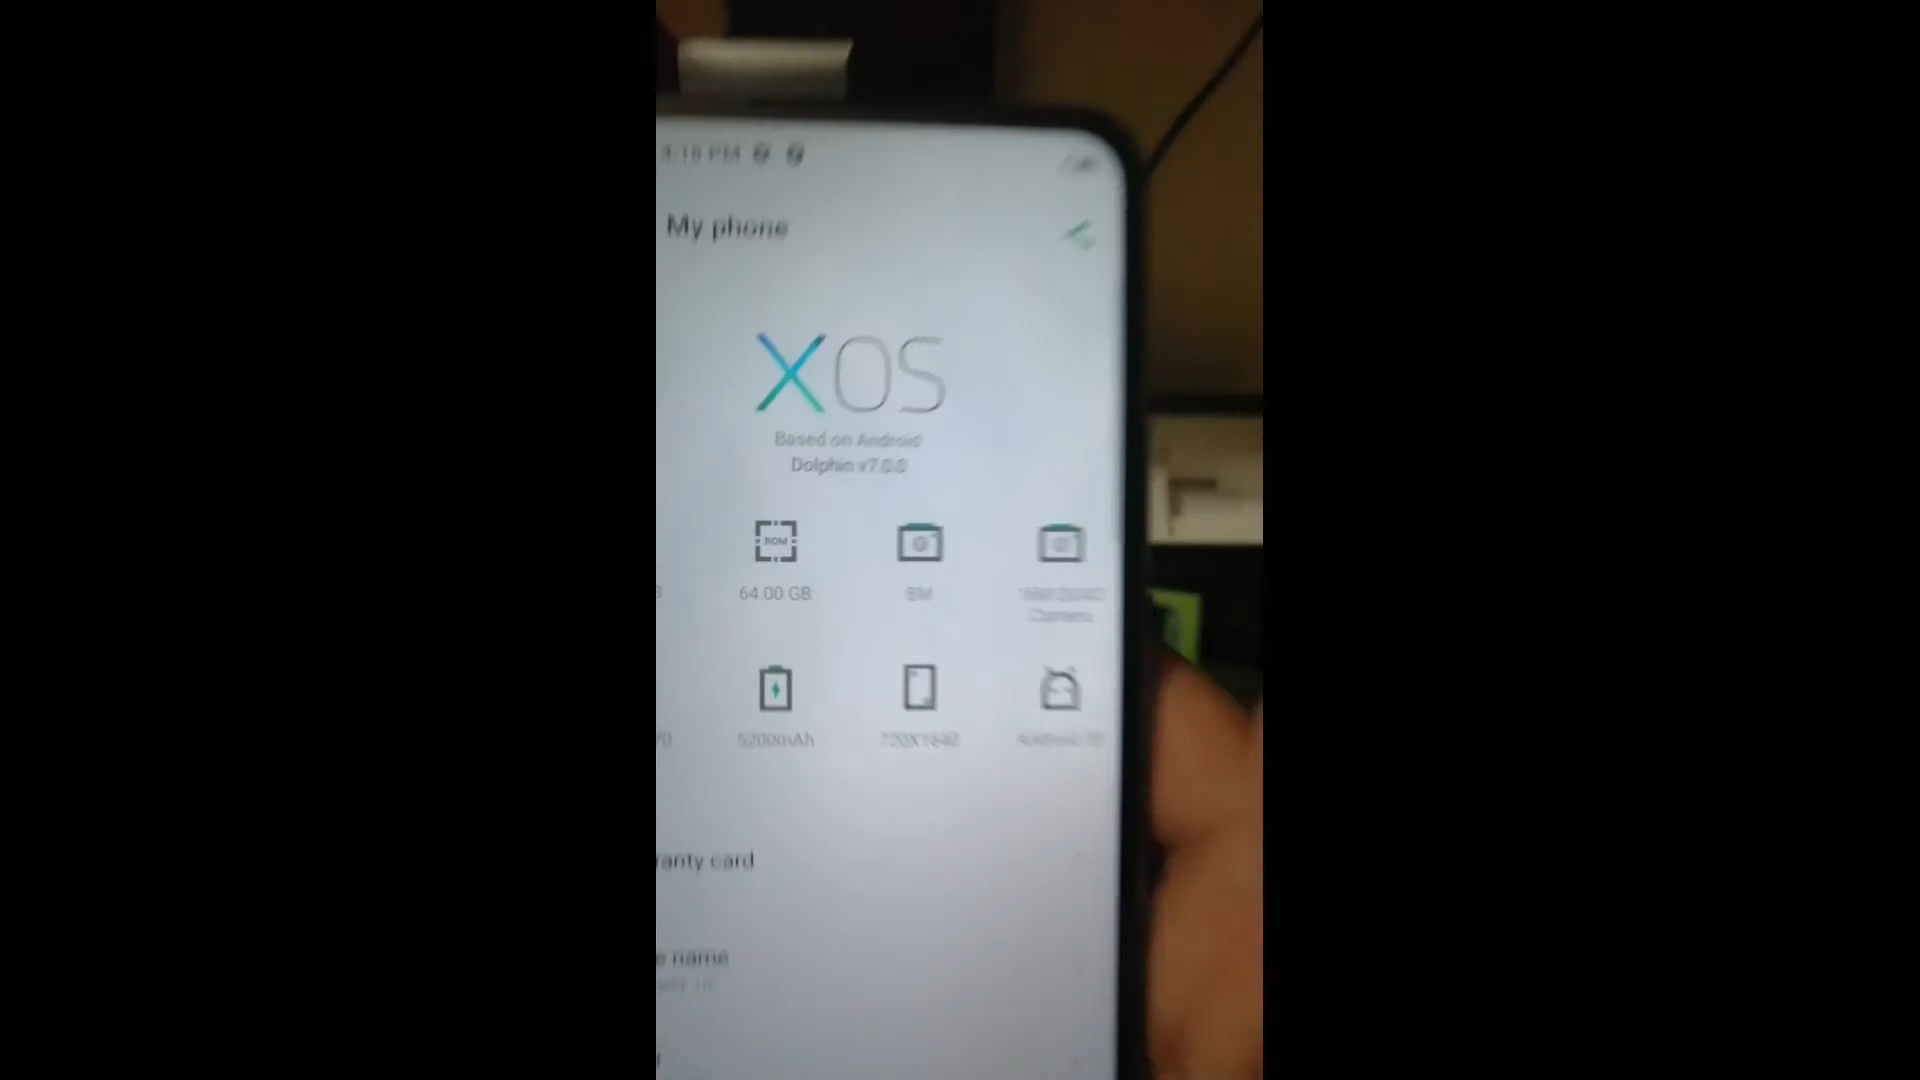 My phone
XOS
Based on Android
Dolphin v7.0.0
ROM
64.00 GB
8M
Camera
5200mAh
720X1640
Android 10
ranty card
e name